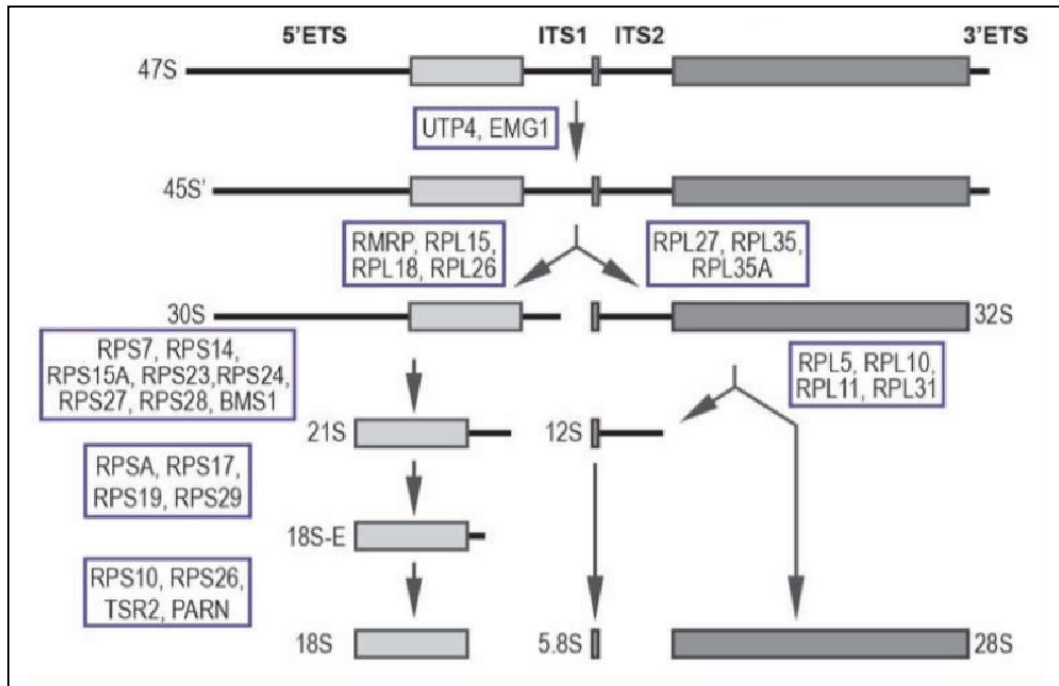 5'ETS ITS1 ITS2 3'ETS
47S
UTP4, EMG1
45S'
RMRP, RPL15,
RPL18, RPL26
RPL27, RPL35,
RPL35A
30S 32S
RPS7, RPS14,
RPS15A, RPS23,RPS24,
RPS27, RPS28, BMS1
RPL5, RPL10,
RPL11, RPL31
21S 12S
RPSA, RPS17,
RPS19, RPS29
18S-E
RPS10, RPS26,
TSR2, PARN
18S 5.8S 28S